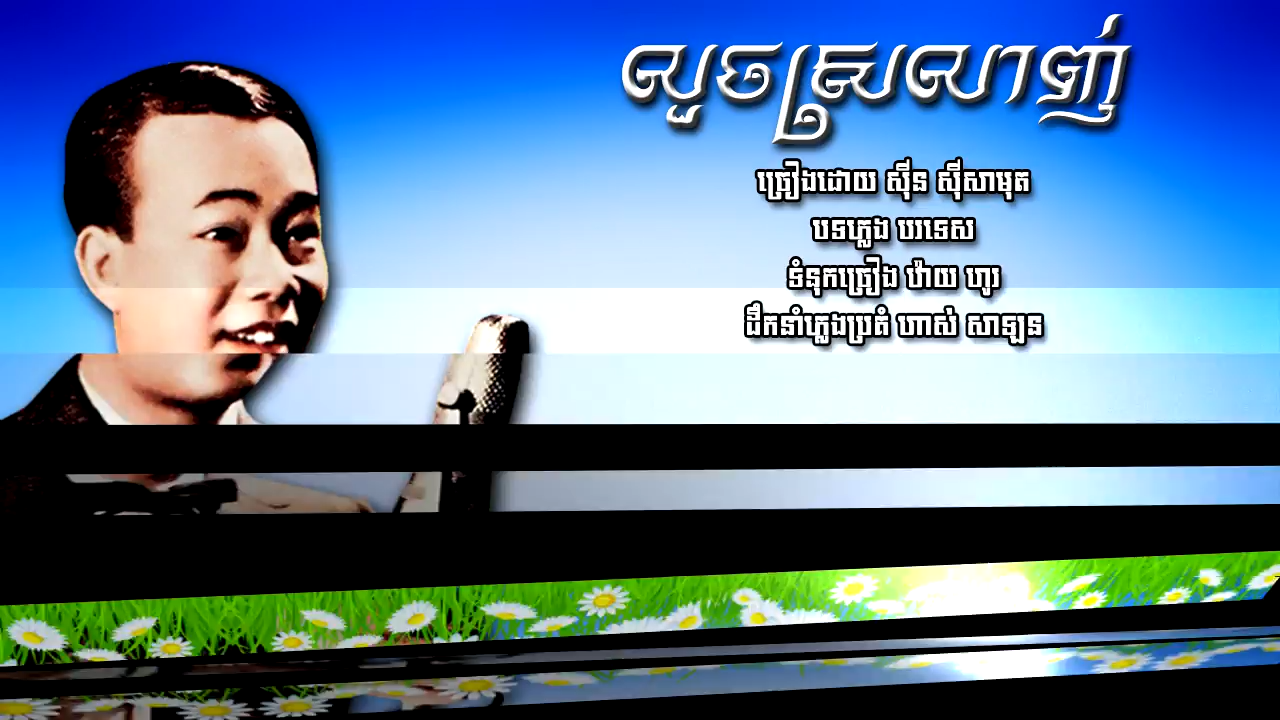 លួចស្រលាញ់
ច្រៀងដោយ ស៊ីន ស៊ីសាមុត
បទភ្លេង បរទេស
ទំនុកច្រៀង ប៉ាយ ហូរ
ដឹកនាំភ្លេងប្រគំ ហាស់ សាឡន